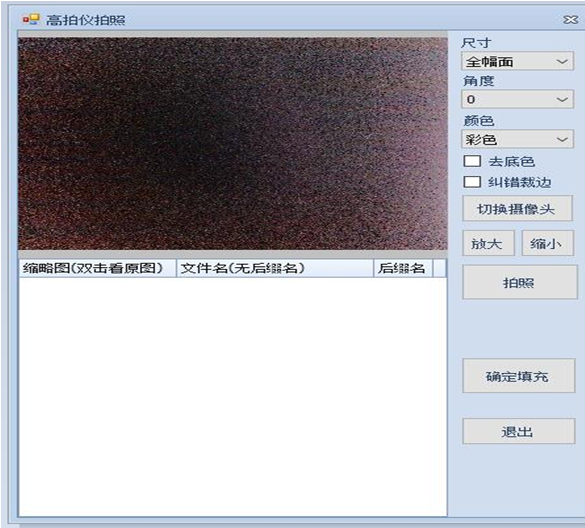 高拍仪拍照
尺寸
全幅面
角度
0
颜色
彩色
去底色
纠错裁边
切换摄像头
放大 缩小
缩略图(双击看原图) 文件名(无后缀名) 后缀名
拍照
确定填充
退出